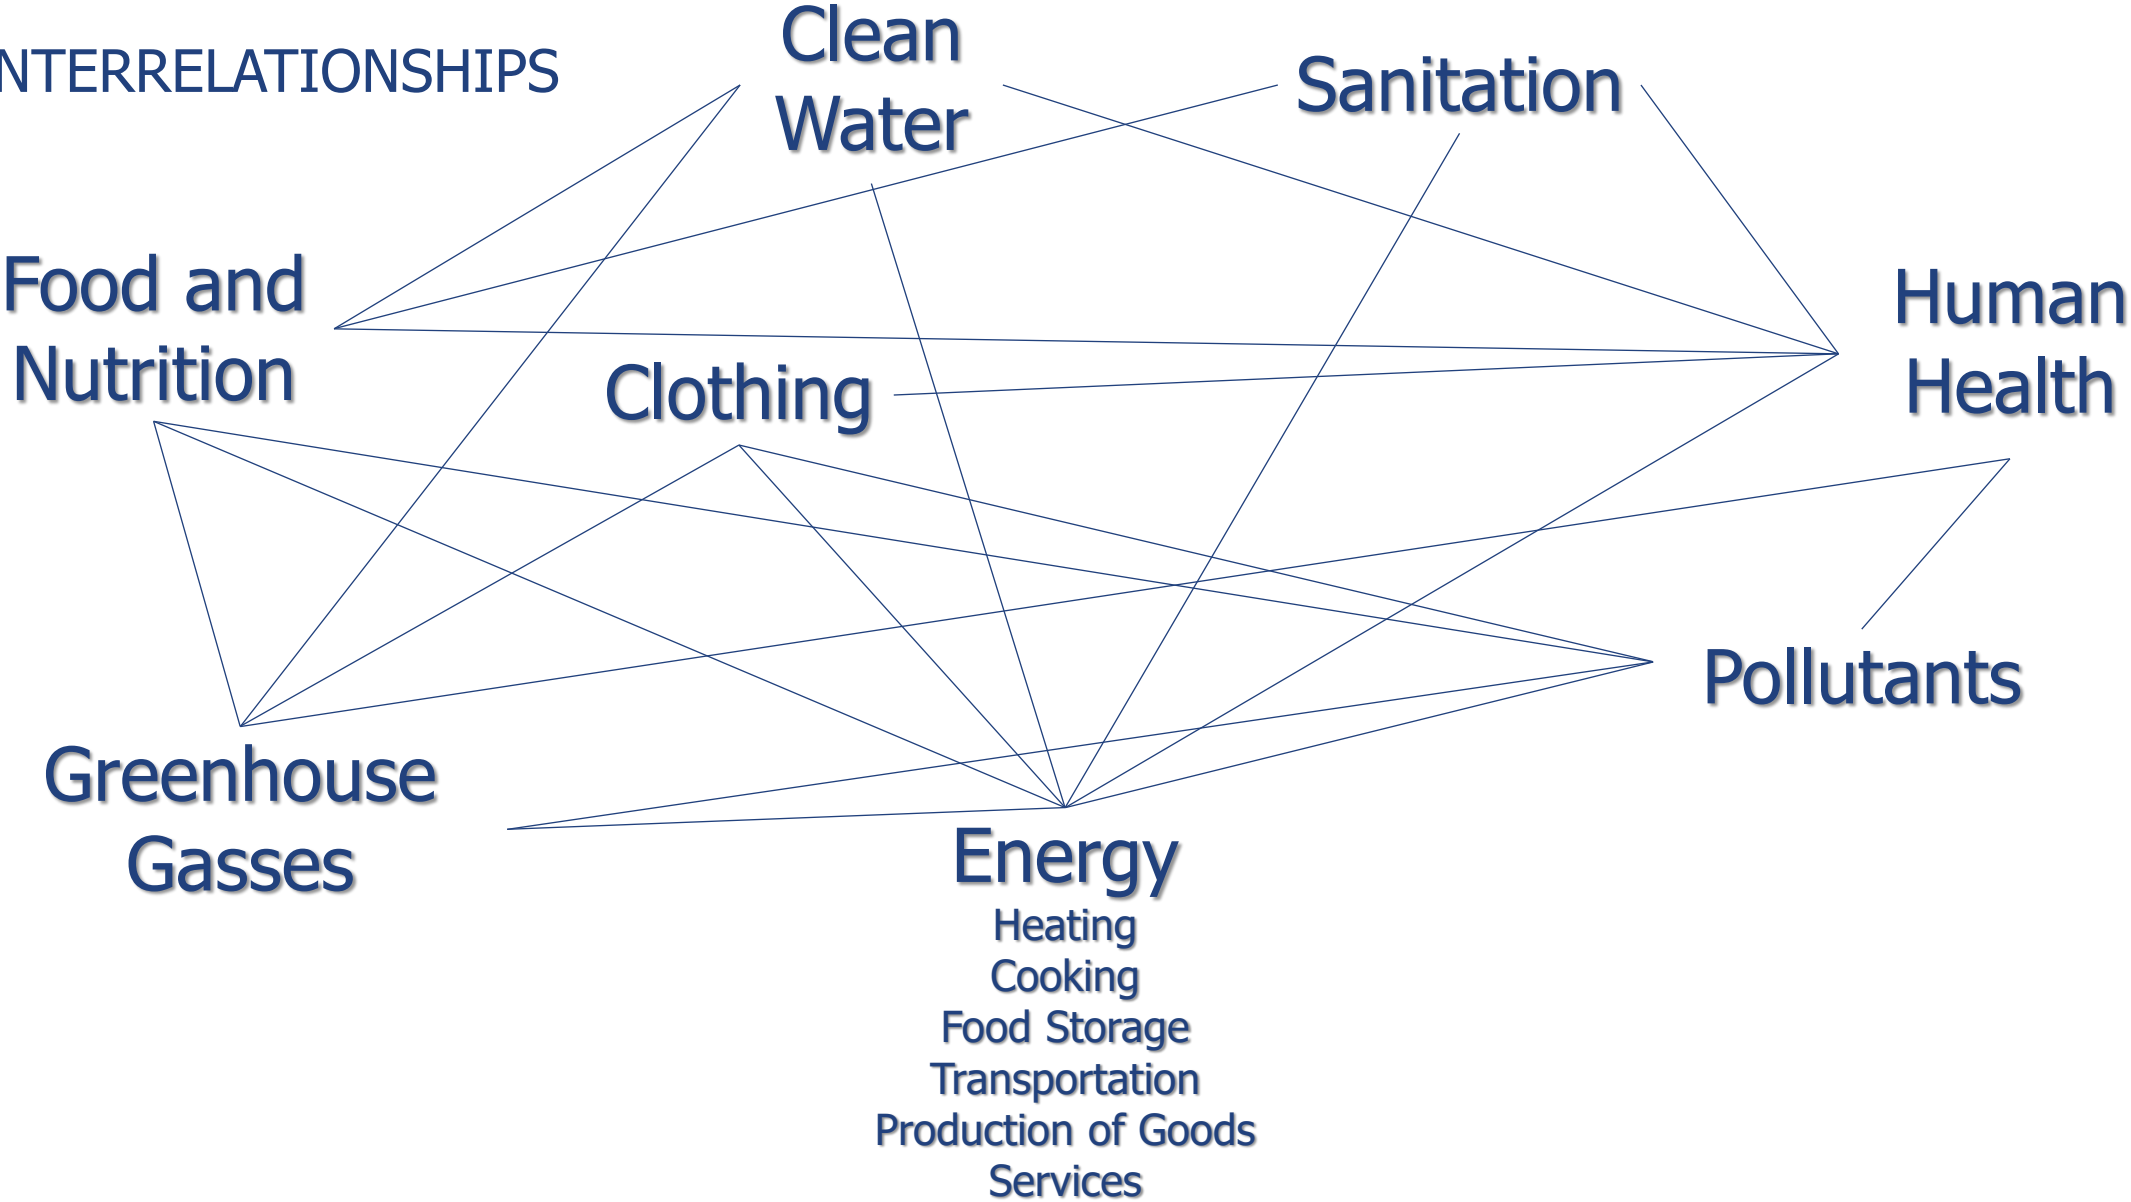 NTERRELATIONSHIPS
Clean
Water
Sanitation
Food and
Nutrition
Human
Health
Clothing
Pollutants
Greenhouse
Gasses
Energy
Heating
Cooking
Food Storage
Transportation
Production of Goods
Services